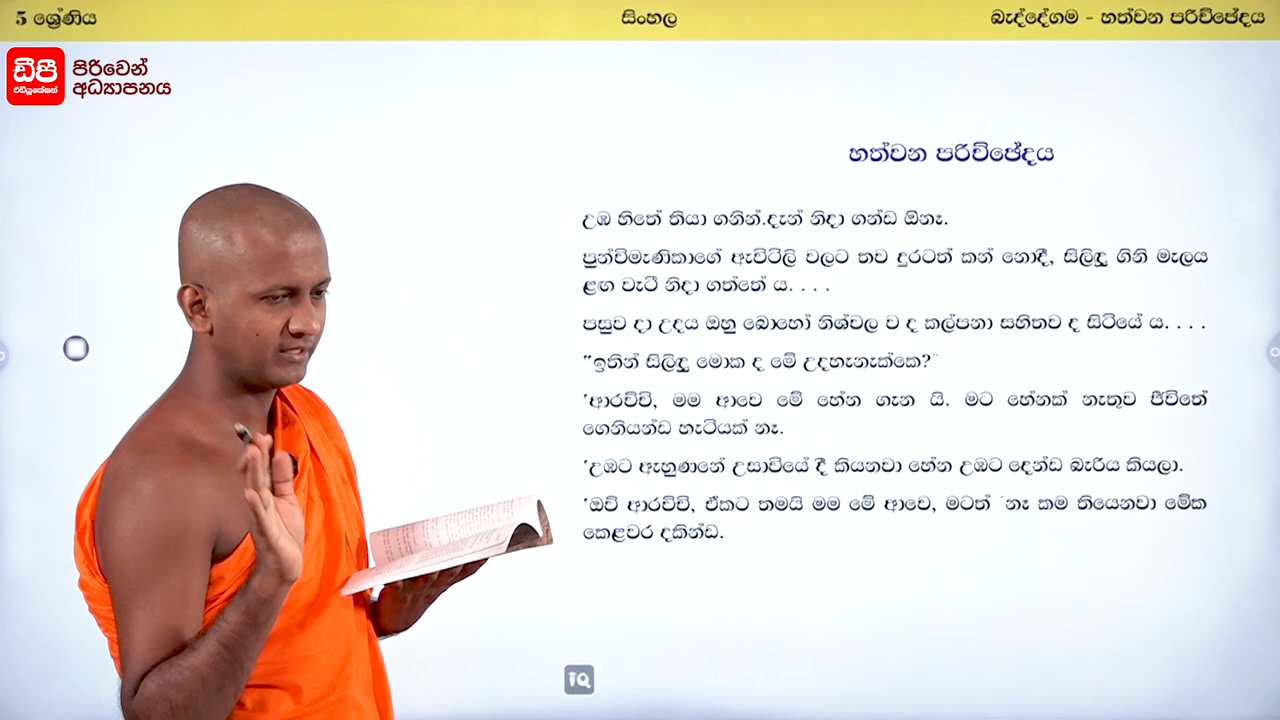 5 ශ්‍රේණිය
සිංහල
බැද්දේගම - හත්වන පරිච්ඡේදය
ඩීපී
එඩියුකේෂන්
පිරිවෙන්
අධ්‍යාපනය
හත්වන පරිච්ඡේදය
උඹ හිතේ තියා ගනින්.දැන් නිදා ගන්ඩ ඕනෑ.
පුන්චිමැණිකාගේ ඇවිටිලි වලට තව දුරටත් කන් නොදී, සිලිඳු ගිනි මැලය
ළඟ වැටී නිදා ගත්තේ ය. . . .
පසුව දා උදය ඔහු බොහෝ නිශ්චල ව ද කල්පනා සහිතව ද සිටියේ ය. . . .
"ඉතින් සිලිඳු මොක ද මේ උදහැනැක්කෙ?¨
'ආරච්චි, මම ආවෙ මේ හේන ගැන යි. මට හේනක් නැතුව ජීවිතේ
ගෙනියන්ඩ හැටියක් නෑ.
'උඹට ඇහුණනේ උසාවියේ දී කියනවා හේන උඹට දෙන්ඩ බැරිය කියලා.
'ඔව් ආරච්චි, ඒකට තමයි මම මේ ආවෙ, මටත් ´නෑ කම තියෙනවා මේක
කෙළවර දකින්ඩ.
iQ